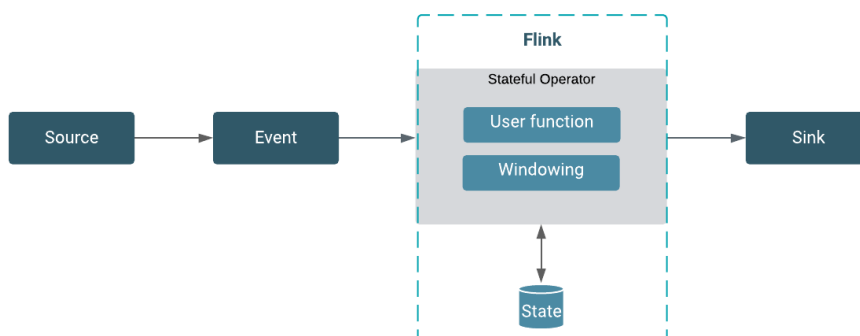 Flink
Stateful Operator
Source
Event
User function
Windowing
Sink
State